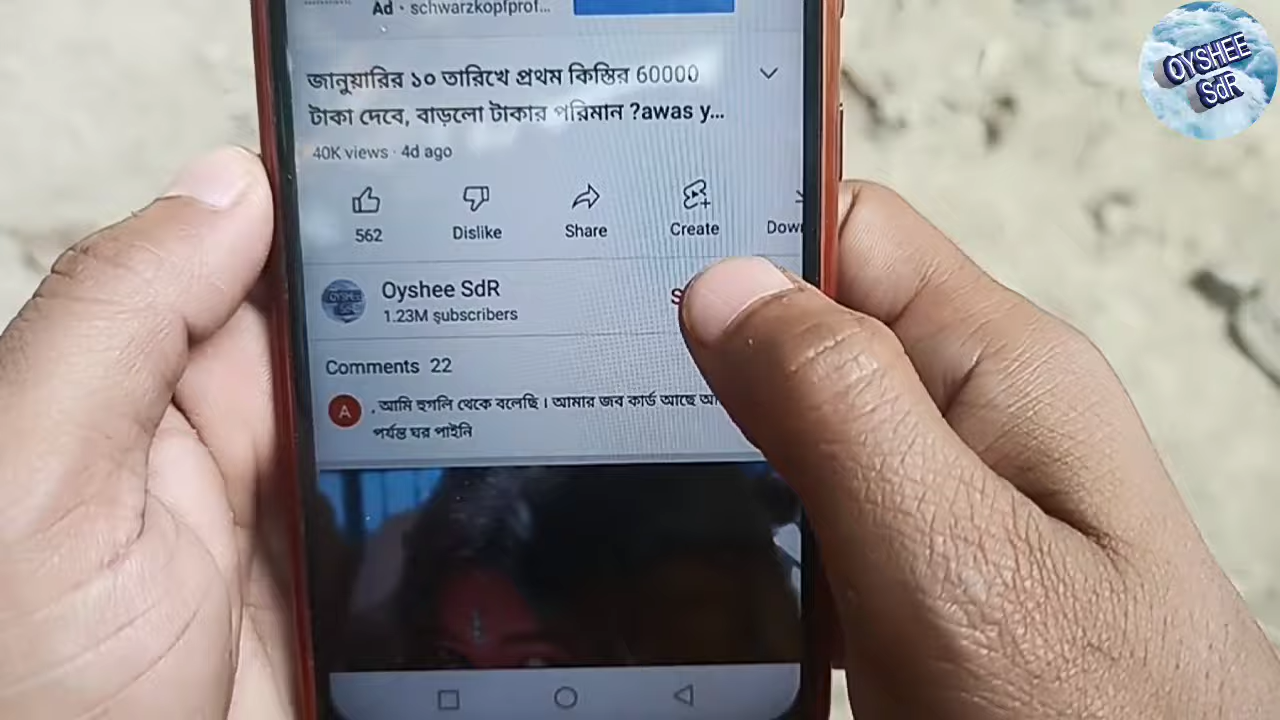 Ad · schwarzkopfprof...
জানুয়ারির ১০ তারিখে প্রথম কিস্তির 60000
টাকা দেবে, বাড়লো টাকার পরিমান ?awas y...
40K views · 4d ago
562
Dislike
Share
Create
Oyshee SdR
1.23M subscribers
Comments 22
A
. আমি হুগলি থেকে বলেছি । আমার জব কার্ড আছে
পর্যন্ত ঘর পাইনি
OYSHEE
SdR